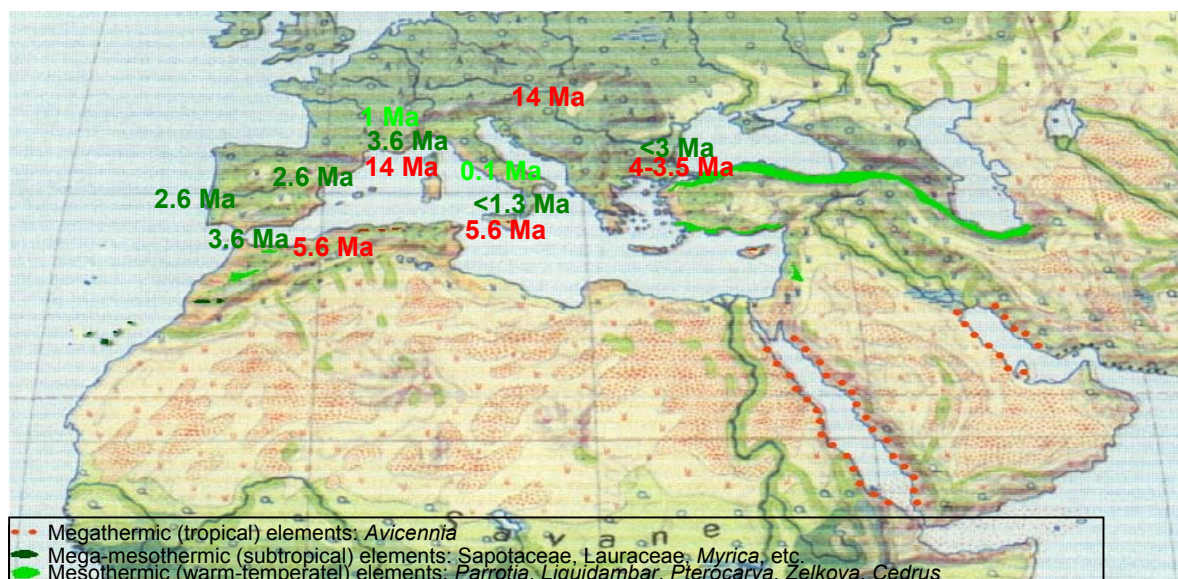 14 Ma
1 Ma
3.6 Ma
<3 Ma
14 Ma
0.1 Ma
4-3.5 Ma
2.6 Ma
2.6 Ma
<1.3 Ma
3.6 Ma
5.6 Ma
5.6 Ma
S a v a n e
Megathermic (tropical) elements: Avicennia
Mega-mesothermic (subtropical) elements: Sapotaceae, Lauraceae, Myrica, etc.
Mesothermic (warm-temperatel) elements: Parrotia, Liquidambar, Pterocarya, Zelkova, Cedrus